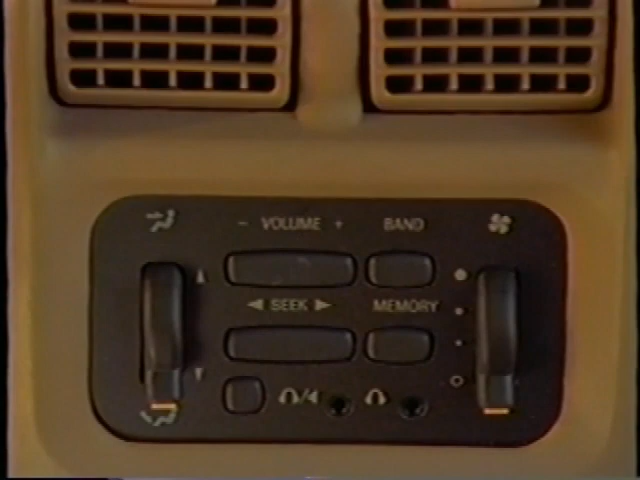 - VOLUME + BAND
◄ SEEK ► MEMORY